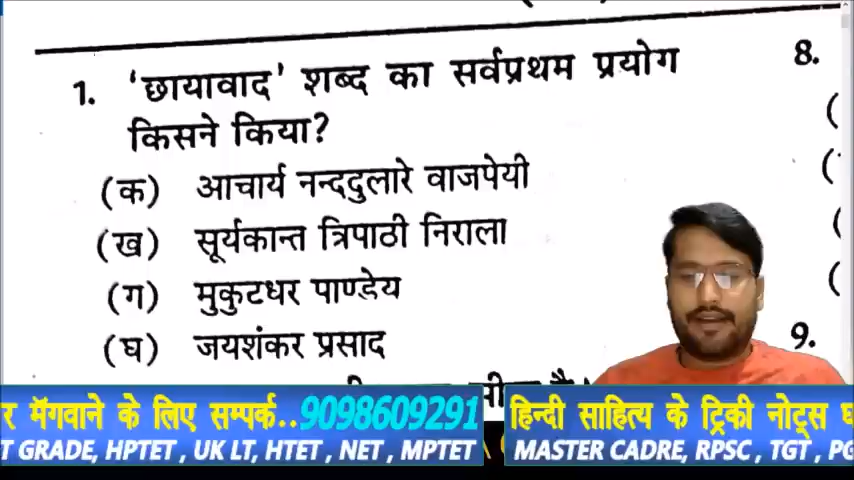 1. 'छायावाद' शब्द का सर्वप्रथम प्रयोग
किसने किया?
(क) आचार्य नन्ददुलारे वाजपेयी
(ख) सूर्यकान्त त्रिपाठी निराला
(ग) मुकुटधर पाण्डेय
(घ) जयशंकर प्रसाद
8.
9.
र मँगवाने के लिए सम्पर्क..9098609291
T GRADE, HPTET , UK LT, HTET , NET , MPTET
हिन्दी साहित्य के ट्रिकी नोट्स
MASTER CADRE, RPSC , TGT , PG